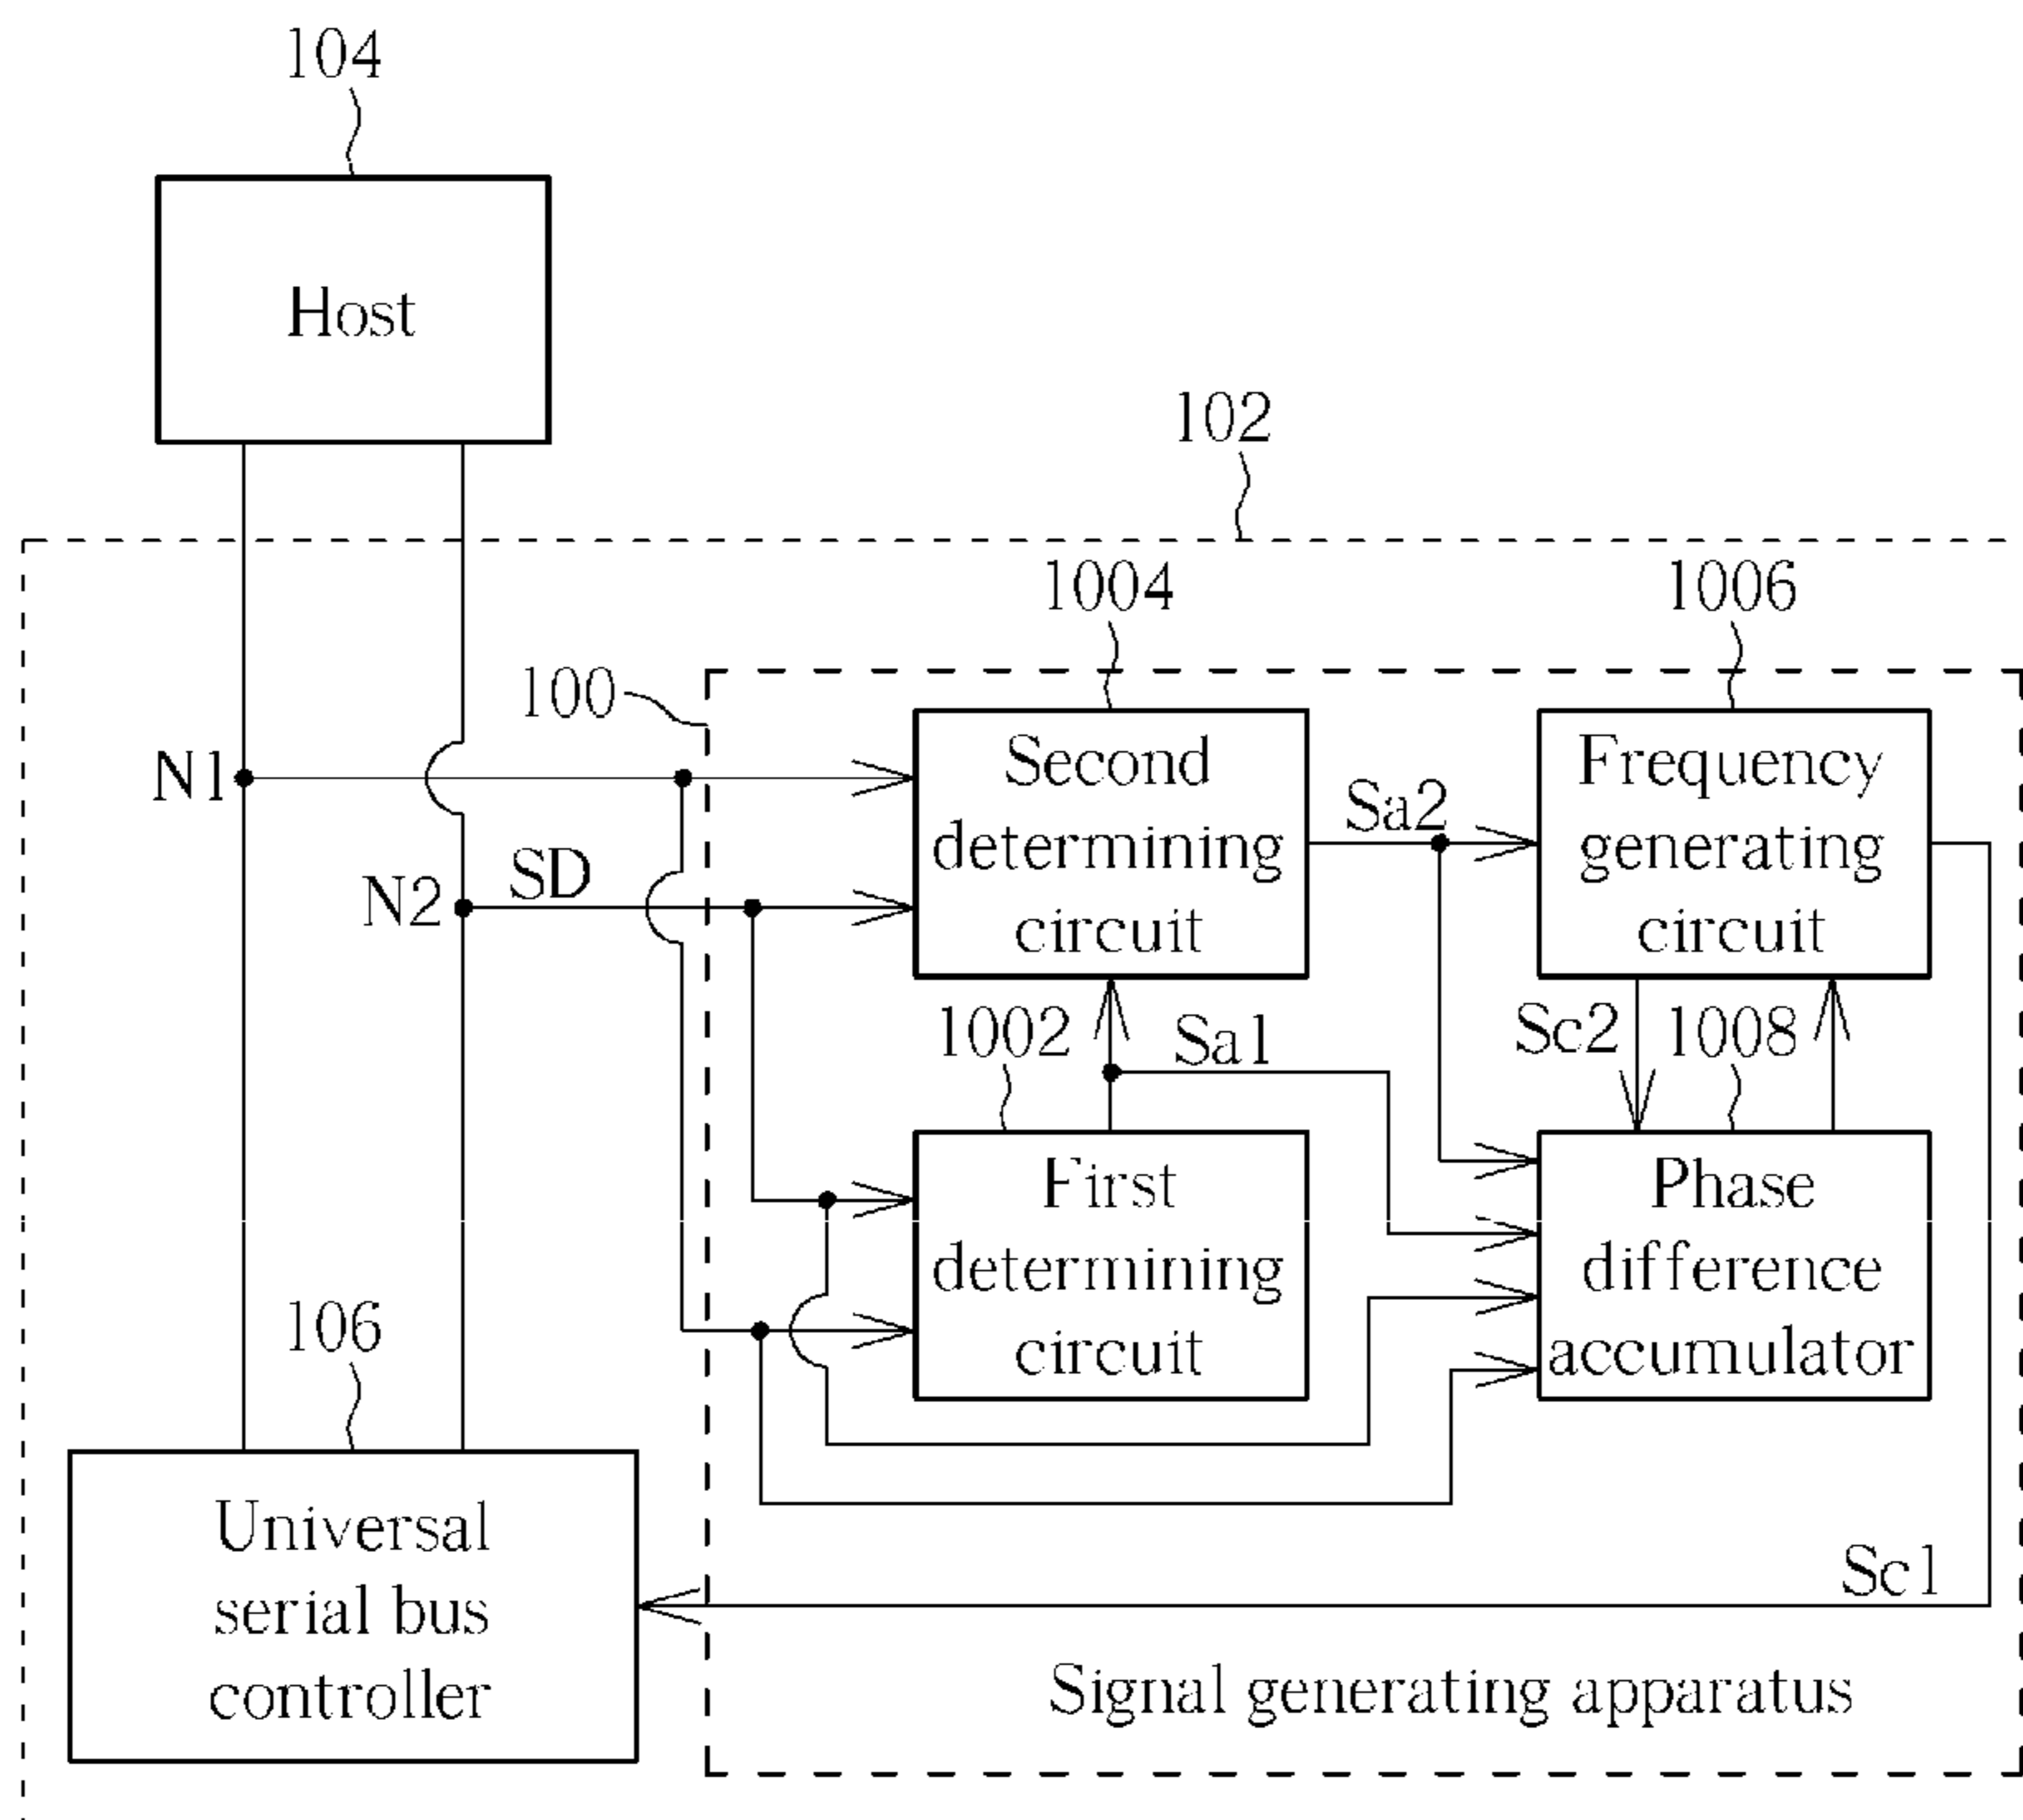 104
Host
102
1004
1006
100
N1
Second
determining
circuit
Sa2
Frequency
generating
circuit
SD
N2
1002
Sa1
Sc2
1008
First
determining
circuit
Phase
difference
accumulator
106
Universal
serial bus
controller
Sc1
Signal generating apparatus